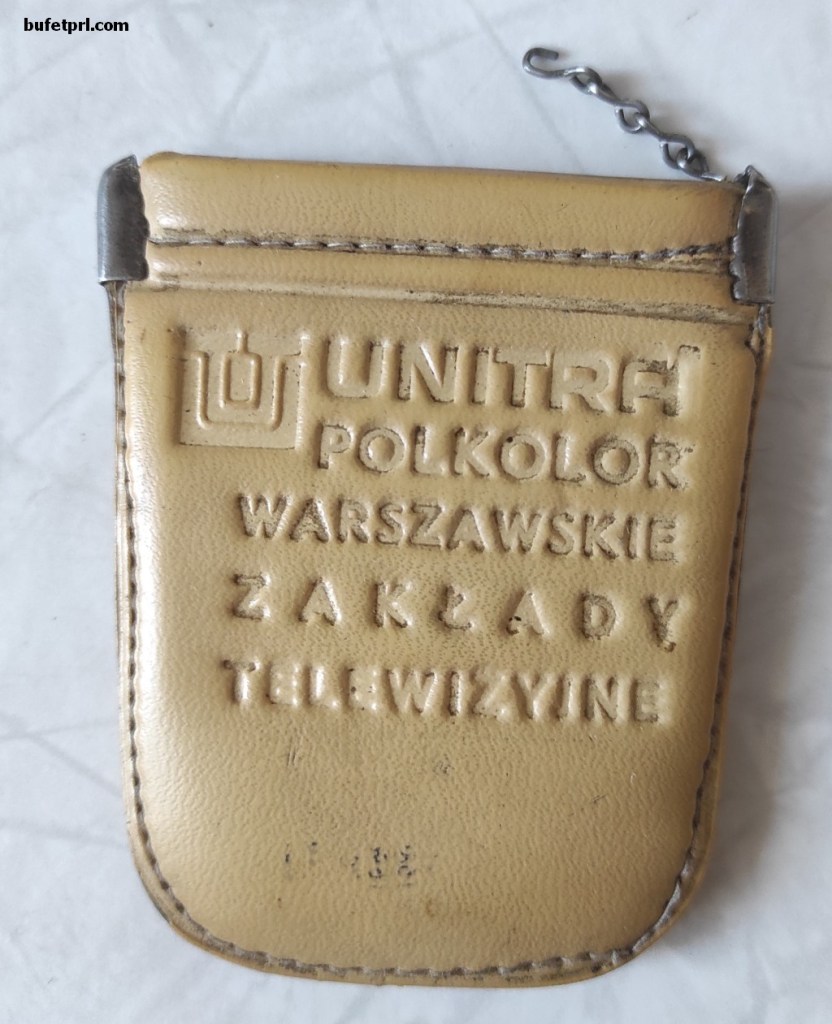 bufetprl.com
UNITRA
POLKOLOR
WARSZAWSKIE
ZAKŁADY
TELEWIZYJNE